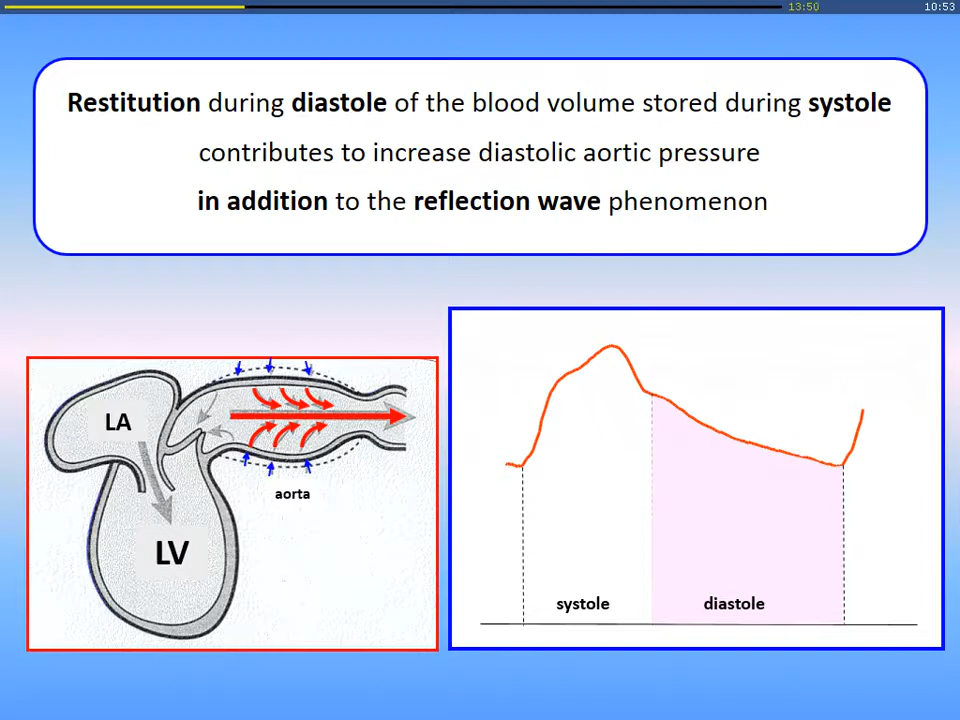 13:50
10:53
Restitution during diastole of the blood volume stored during systole
contributes to increase diastolic aortic pressure
in addition to the reflection wave phenomenon
LA
LV
aorta
systole
diastole